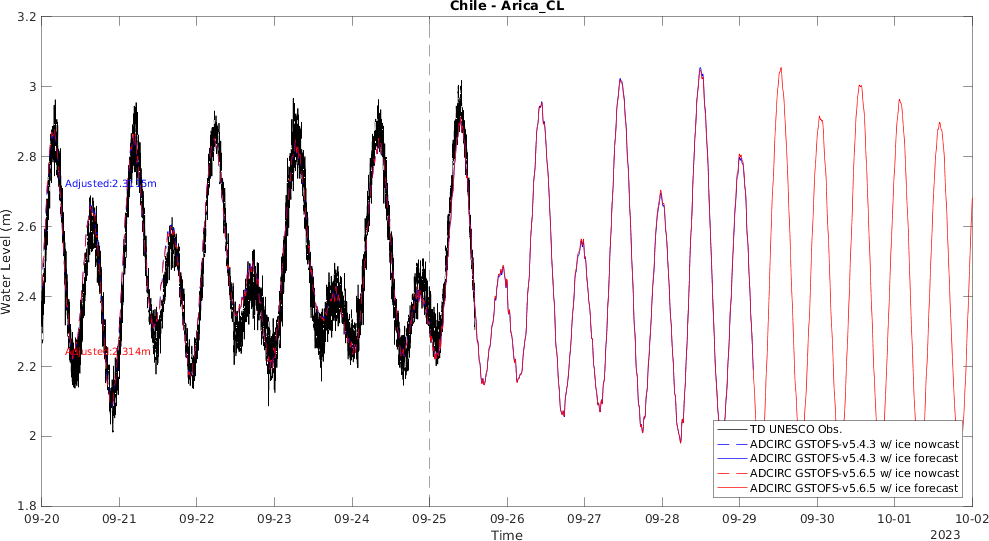 Chile - Arica_CL
3.2
3
2.8
2.6
2.4
2.2
2
1.8
Water Level (m)
Adjusted:2.3115m
Adjusted:2.314m
TD UNESCO Obs.
ADCIRC GSTOFS-v5.4.3 w/ ice nowcast
ADCIRC GSTOFS-v5.4.3 w/ ice forecast
ADCIRC GSTOFS-v5.6.5 w/ ice nowcast
ADCIRC GSTOFS-v5.6.5 w/ ice forecast
09-20 09-21 09-22 09-23 09-24 09-25 09-26 09-27 09-28 09-29 09-30 10-01 10-02
Time
2023